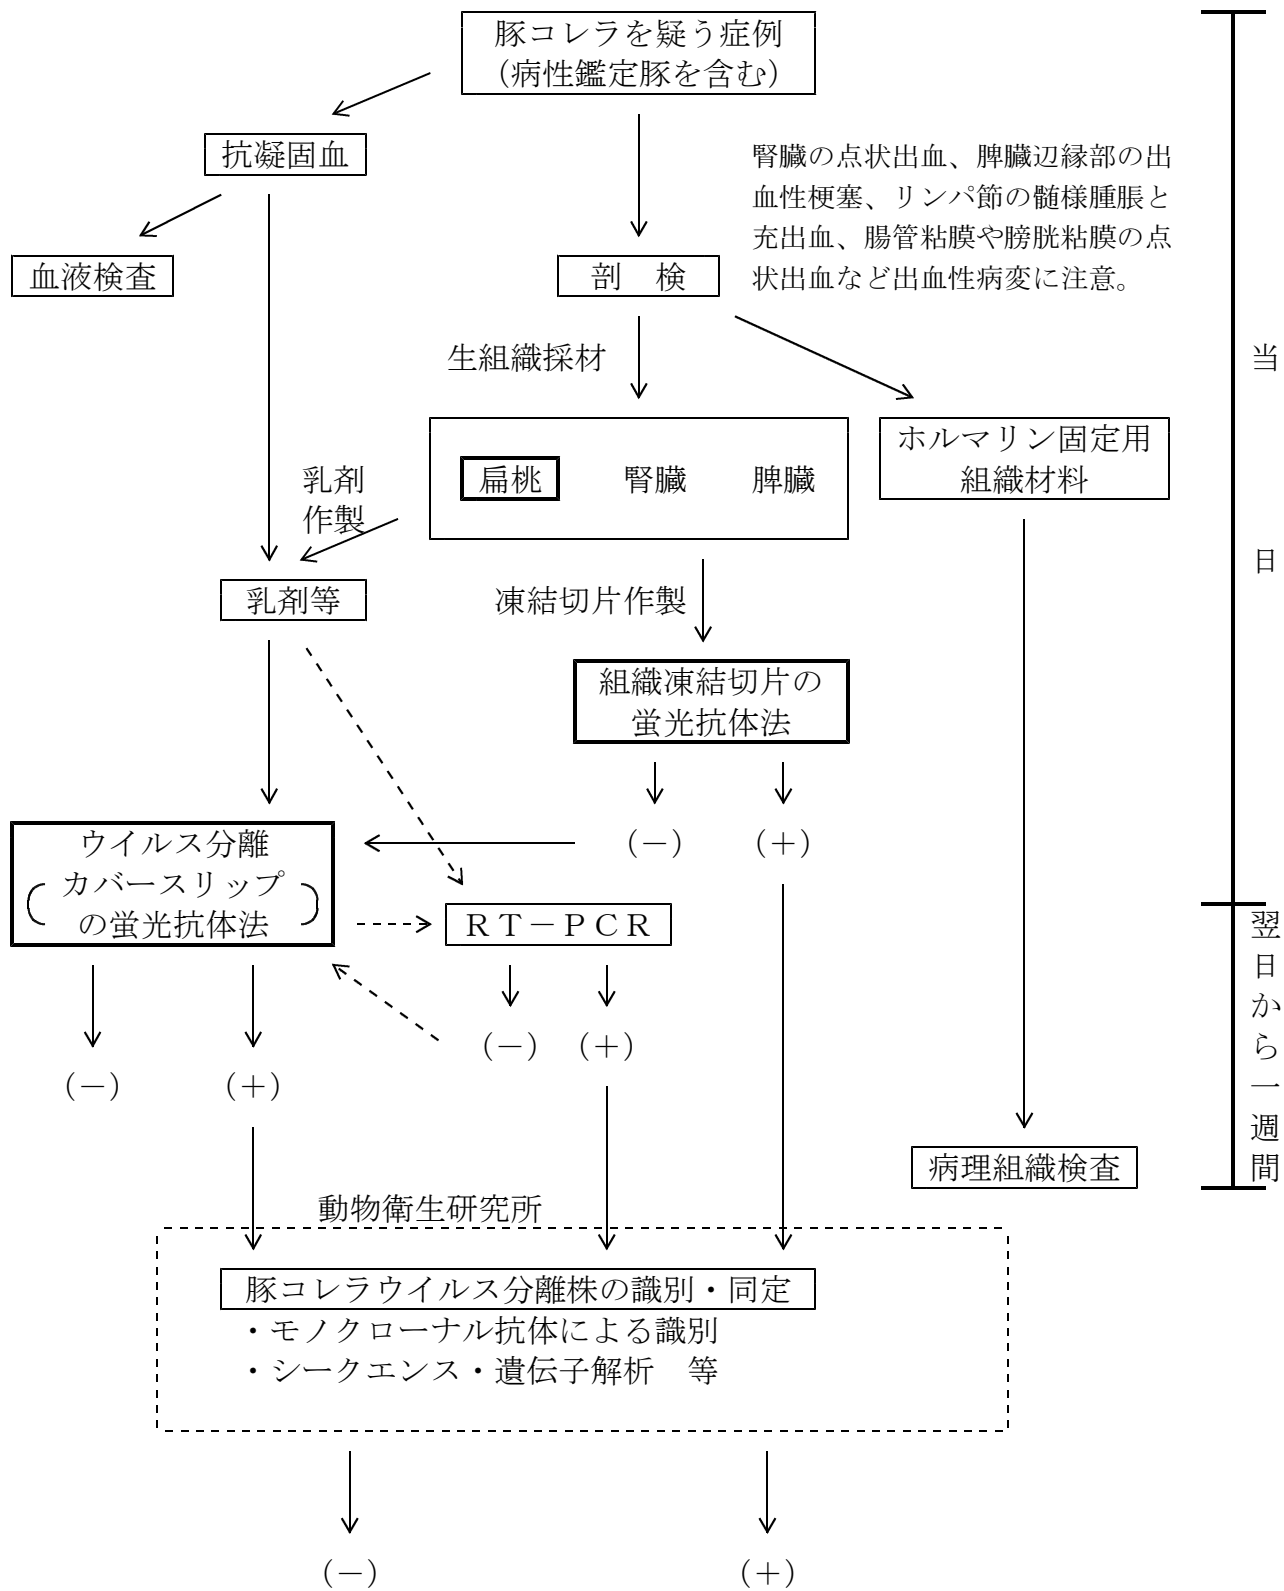 豚コレラを疑う症例
（病性鑑定豚を含む）
抗凝固血
腎臓の点状出血、脾臓辺縁部の出
血性梗塞、リンパ節の髄様腫脹と
充出血、腸管粘膜や膀胱粘膜の点
状出血など出血性病変に注意。
血液検査
剖　検
生組織採材
当
日
ホルマリン固定用
組織材料
扁桃　腎臓　脾臓
乳剤
作製
乳剤等
凍結切片作製
組織凍結切片の
蛍光抗体法
（－）（＋）
ウイルス分離
カバースリップ
の蛍光抗体法
ＲＴ－ＰＣＲ
翌
日
か
ら
一
週
間
（－）（＋）
（－）（＋）
病理組織検査
動物衛生研究所
豚コレラウイルス分離株の識別・同定
・モノクローナル抗体による識別
・シークエンス・遺伝子解析　等
（－）（＋）